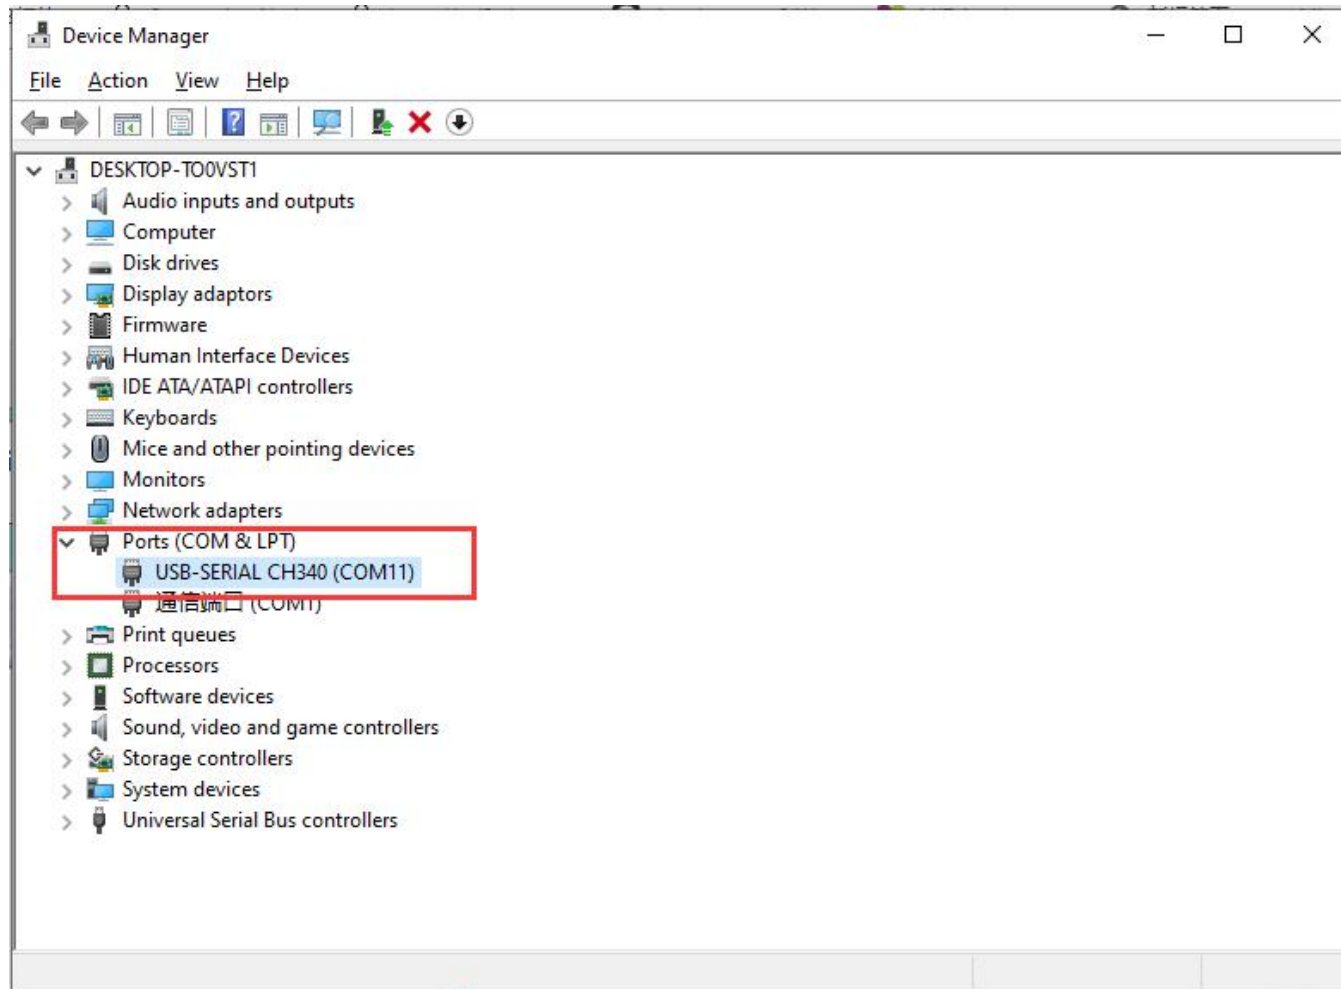 Device Manager
File Action View Help
DESKTOP-TO0VST1
Audio inputs and outputs
Computer
Disk drives
Display adaptors
Firmware
Human Interface Devices
IDE ATA/ATAPI controllers
Keyboards
Mice and other pointing devices
Monitors
Network adapters
Ports (COM & LPT)
USB-SERIAL CH340 (COM11)
通信端口 (COM1)
Print queues
Processors
Software devices
Sound, video and game controllers
Storage controllers
System devices
Universal Serial Bus controllers